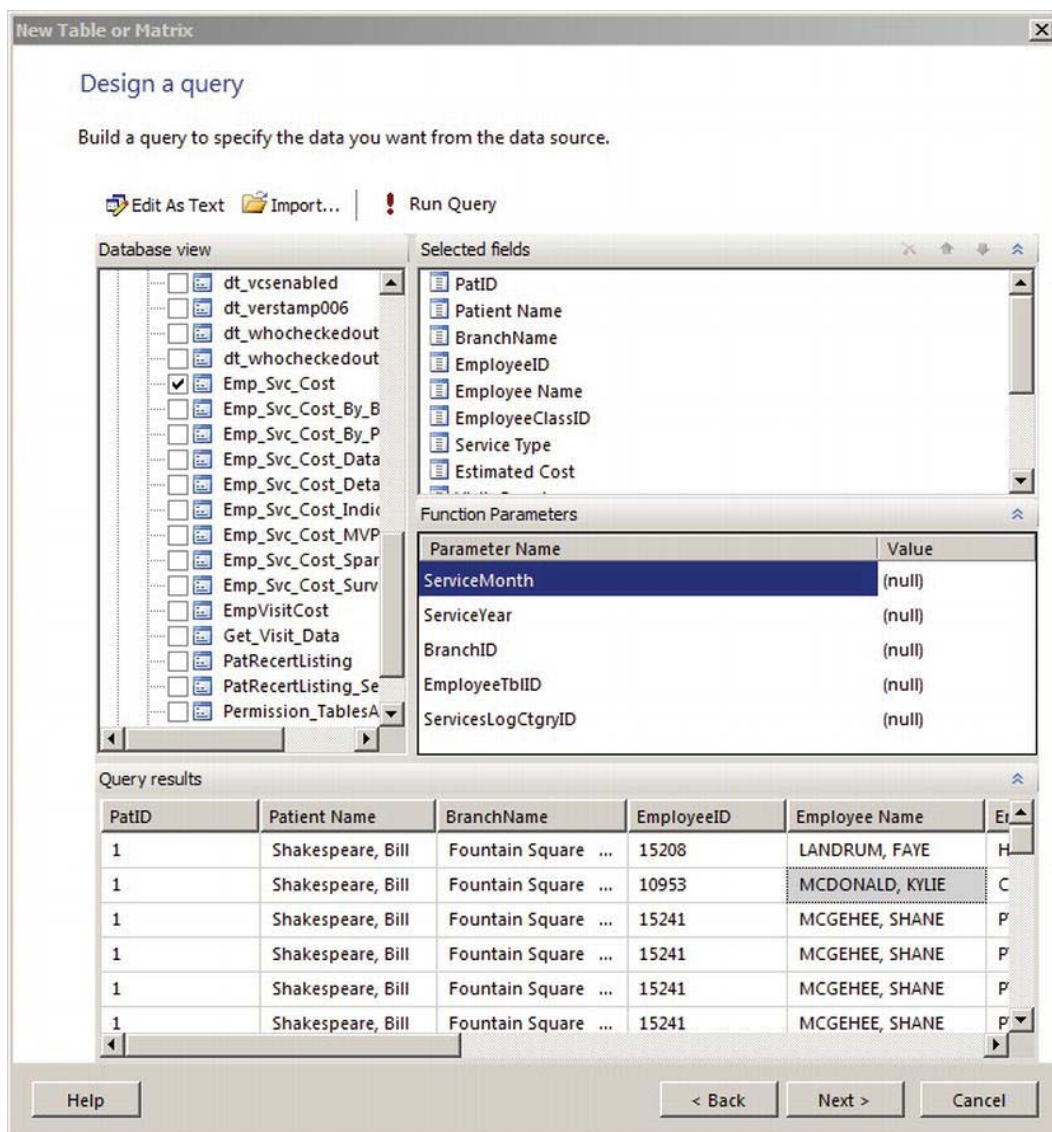 New Table or Matrix
Design a query
Build a query to specify the data you want from the data source.
Edit As Text Import... Run Query
Database view
dt_vcsenabled
dt_verstamp006
dt_whocheckedout
dt_whocheckedout
Emp_Svc_Cost
Emp_Svc_Cost_By_B
Emp_Svc_Cost_By_P
Emp_Svc_Cost_Data
Emp_Svc_Cost_Deta
Emp_Svc_Cost_Indic
Emp_Svc_Cost_MVP
Emp_Svc_Cost_Spar
Emp_Svc_Cost_Surv
EmpVisitCost
Get_Visit_Data
PatRecertListing
PatRecertListing_Se
Permission_TablesA
Selected fields
PatID
Patient Name
BranchName
EmployeeID
Employee Name
EmployeeClassID
Service Type
Estimated Cost
Function Parameters
Parameter Name Value
ServiceMonth (null)
ServiceYear (null)
BranchID (null)
EmployeeTblID (null)
ServicesLogCtgryID (null)
Query results
PatID Patient Name BranchName EmployeeID Employee Name Er
1 Shakespeare, Bill Fountain Square ... 15208 LANDRUM, FAYE H
1 Shakespeare, Bill Fountain Square ... 10953 MCDONALD, KYLIE C
1 Shakespeare, Bill Fountain Square ... 15241 MCGEHEE, SHANE P
1 Shakespeare, Bill Fountain Square ... 15241 MCGEHEE, SHANE P
1 Shakespeare, Bill Fountain Square ... 15241 MCGEHEE, SHANE P
1 Shakespeare, Bill Fountain Square ... 15241 MCGEHEE, SHANE P
Help < Back Next > Cancel